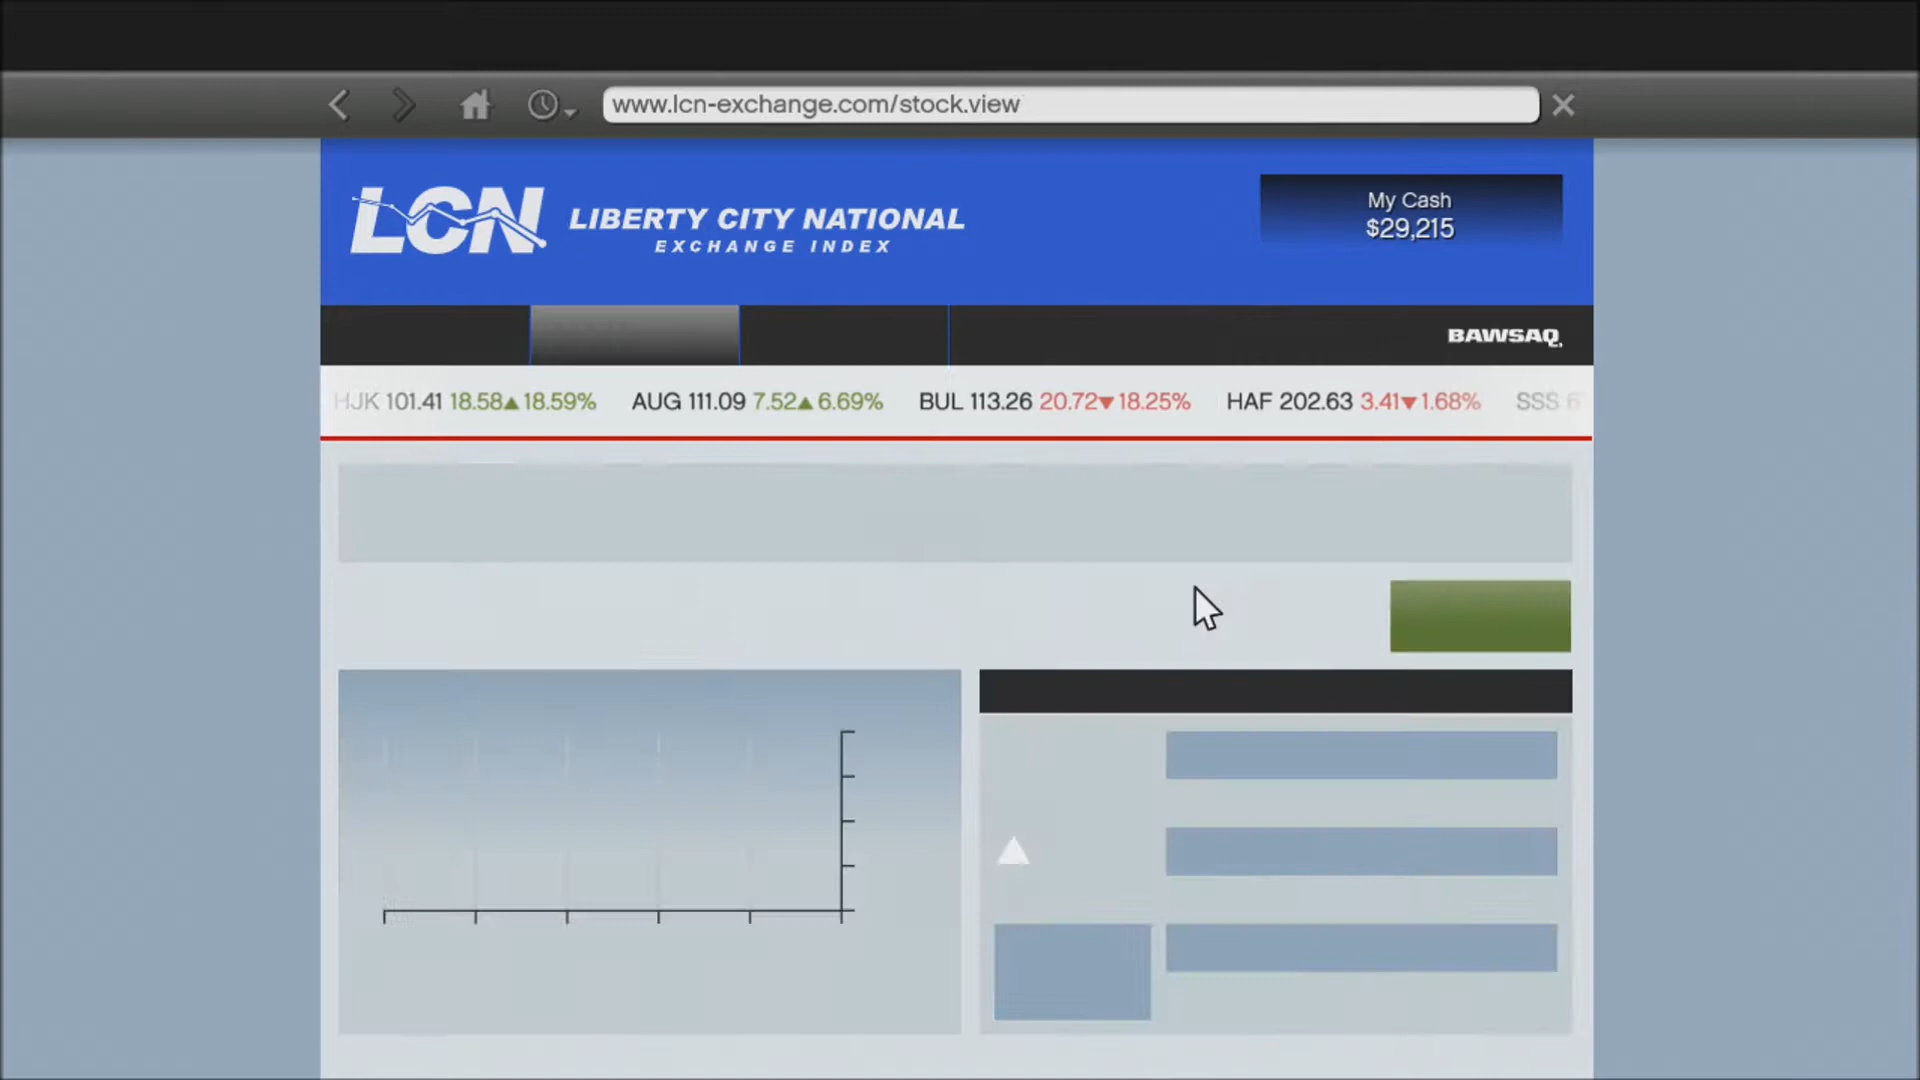 www.lcn-exchange.com/stock.view
LCN LIBERTY CITY NATIONAL
EXCHANGE INDEX
My Cash
$29,215
BAWSAQ
HJK 101.41 18.58▲18.59% AUG 111.09 7.52▲6.69% BUL 113.26 20.72▼18.25% HAF 202.63 3.41▼1.68% SSS